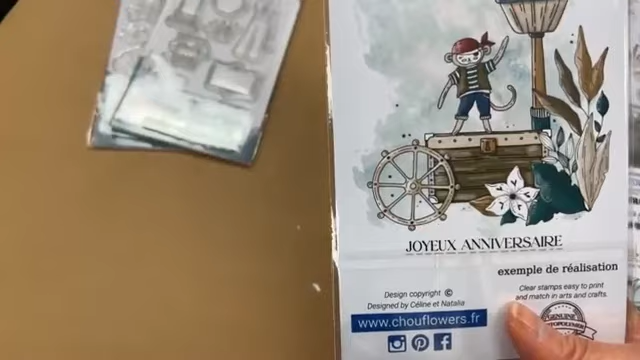 JOYEUX ANNIVERSAIRE
exemple de réalisation
Design copyright ©
Designed by Céline et Natalia
Clear stamps easy to print
and match in arts and crafts.
www.chouflowers.fr
GENUINE